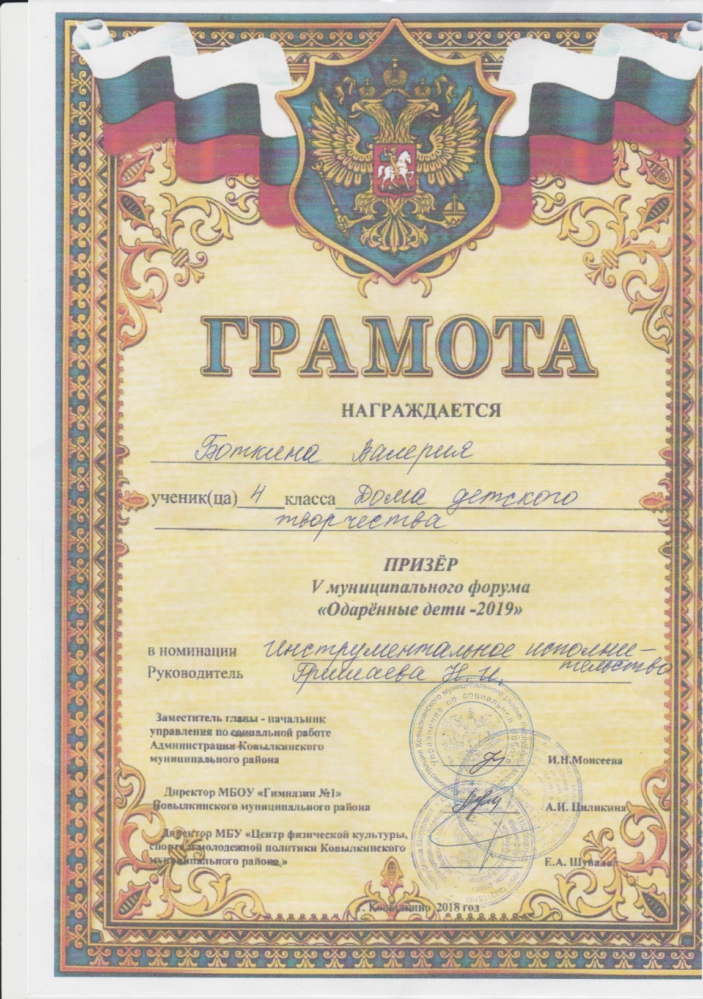 ГРАМОТА
НАГРАЖДАЕТСЯ
Боткина Валерия
ученик(ца) 4 класса Дома детского
творчества
ПРИЗЁР
V муниципального форума
«Одарённые дети -2019»
в номинации Инструментальное исполни-
тельство
Руководитель Гришаева Н.И.
Заместитель главы - начальник
управления по социальной работе
Администрации Ковылкинского
муниципального района
И.Н.Моисеева
Директор МБОУ «Гимназия №1»
Ковылкинского муниципального района
А.И. Циликина
Директор МБУ «Центр физической культуры,
спорта и молодежной политики Ковылкинского
муниципального района»
Е.А. Шувалов
г. Ковылкино 2018 год